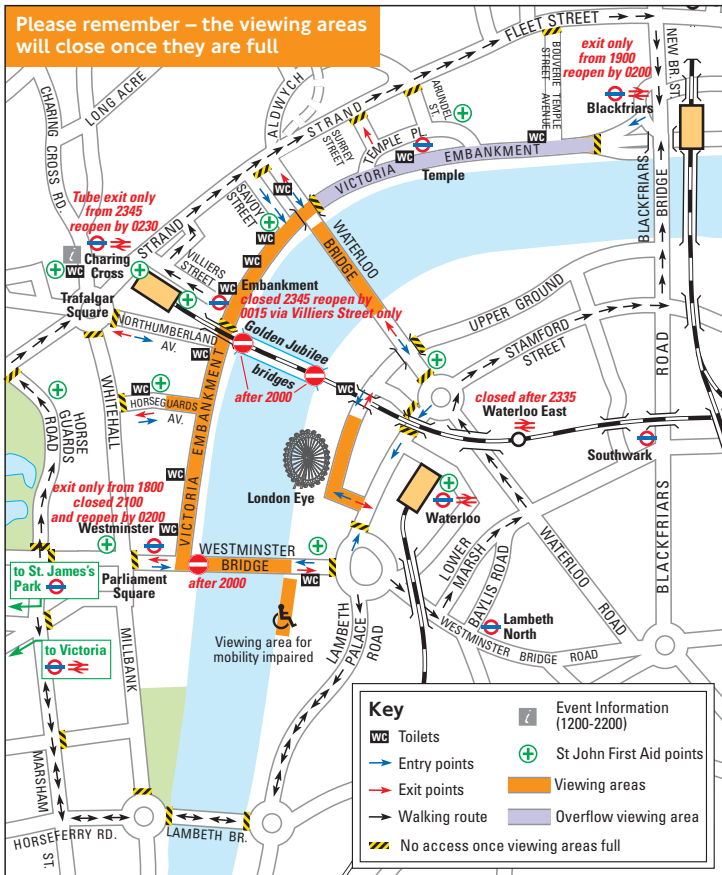 Please remember – the viewing areas
will close once they are full
FLEET STREET
exit only
from 1900
reopen by 0200
Blackfriars
NEW BR. ST.
BOUVERIE
STREET
TEMPLE
AVENUE
CHARING CROSS RD.
LONG ACRE
ALDWYCH
STRAND
SURREY
STREET
ARUNDEL
ST.
TEMPLE PL.
WC
WC
Temple
VICTORIA EMBANKMENT
BLACKFRIARS
BRIDGE
Tube exit only
from 2345
reopen by 0230
i
WC
Charing
Cross
STRAND
SAVOY
STREET
WC
WC
WC
WC
VILLIERS
STREET
WATERLOO
BRIDGE
Embankment
closed 2345 reopen by
0015 via Villiers Street only
Trafalgar
Square
NORTHUMBERLAND
AV.
WC
Golden Jubilee
bridges
after 2000
UPPER GROUND
STAMFORD
STREET
WC
closed after 2335
Waterloo East
BLACKFRIARS
ROAD
Southwark
WHITEHALL
HORSE
GUARDS
ROAD
WC
HORSEGUARDS
AV.
VICTORIA EMBANKMENT
WC
London Eye
Waterloo
exit only from 1800
closed 2100
and reopen by 0200
Westminster
WC
WESTMINSTER
BRIDGE
after 2000
WC
Parliament
Square
to St. James's
Park
to Victoria
MILLBANK
Viewing area for
mobility impaired
LAMBETH
PALACE
ROAD
LOWER
MARSH
BAYLIS ROAD
WATERLOO
ROAD
Lambeth
North
WESTMINSTER BRIDGE ROAD
MARSHAM
ST.
HORSEFERRY RD.
LAMBETH BR.
Key
WC Toilets
Entry points
Exit points
Walking route
No access once viewing areas full
i Event Information
(1200-2200)
St John First Aid points
Viewing areas
Overflow viewing area